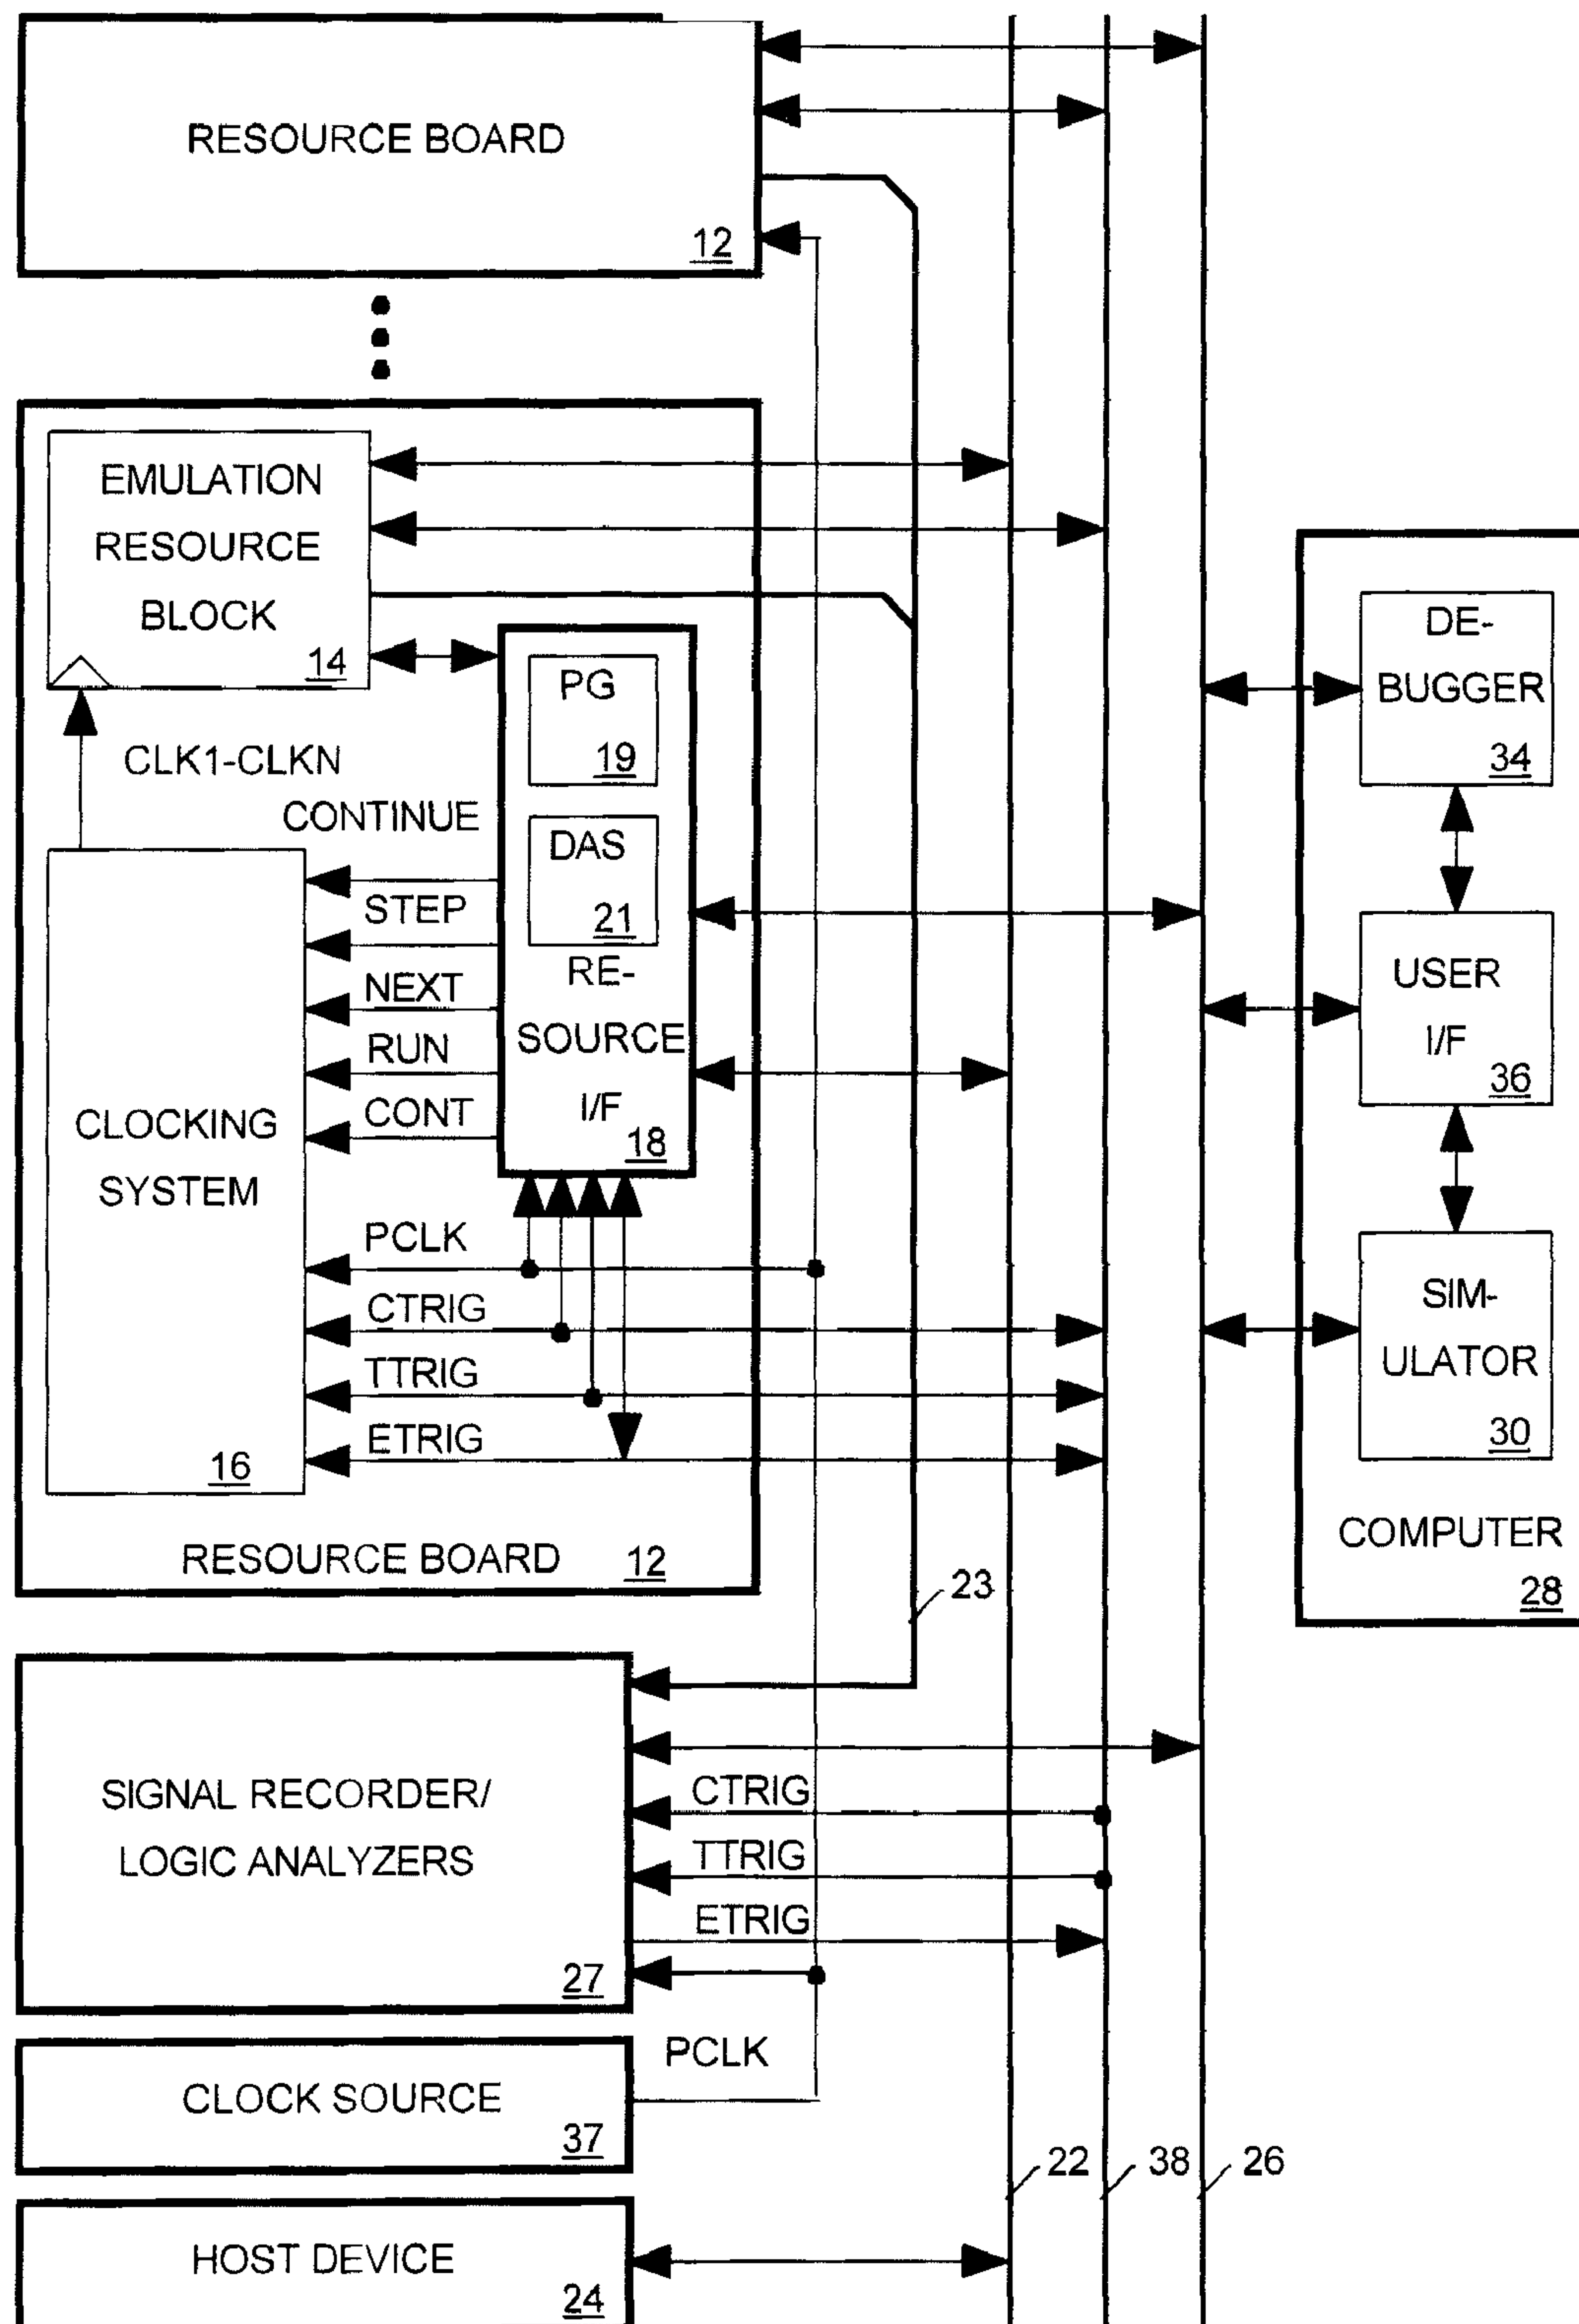 RESOURCE BOARD
12
EMULATION
RESOURCE
BLOCK
14
CLK1-CLKN
CONTINUE
STEP
NEXT
RUN
CONT
PG
19
DAS
21
RE-
SOURCE
I/F
18
CLOCKING
SYSTEM
16
PCLK
CTRIG
TTRIG
ETRIG
RESOURCE BOARD
12
DE-
BUGGER
34
USER
I/F
36
SIM-
ULATOR
30
COMPUTER
28
23
SIGNAL RECORDER/
LOGIC ANALYZERS
27
CTRIG
TTRIG
ETRIG
PCLK
CLOCK SOURCE
37
22
38
26
HOST DEVICE
24